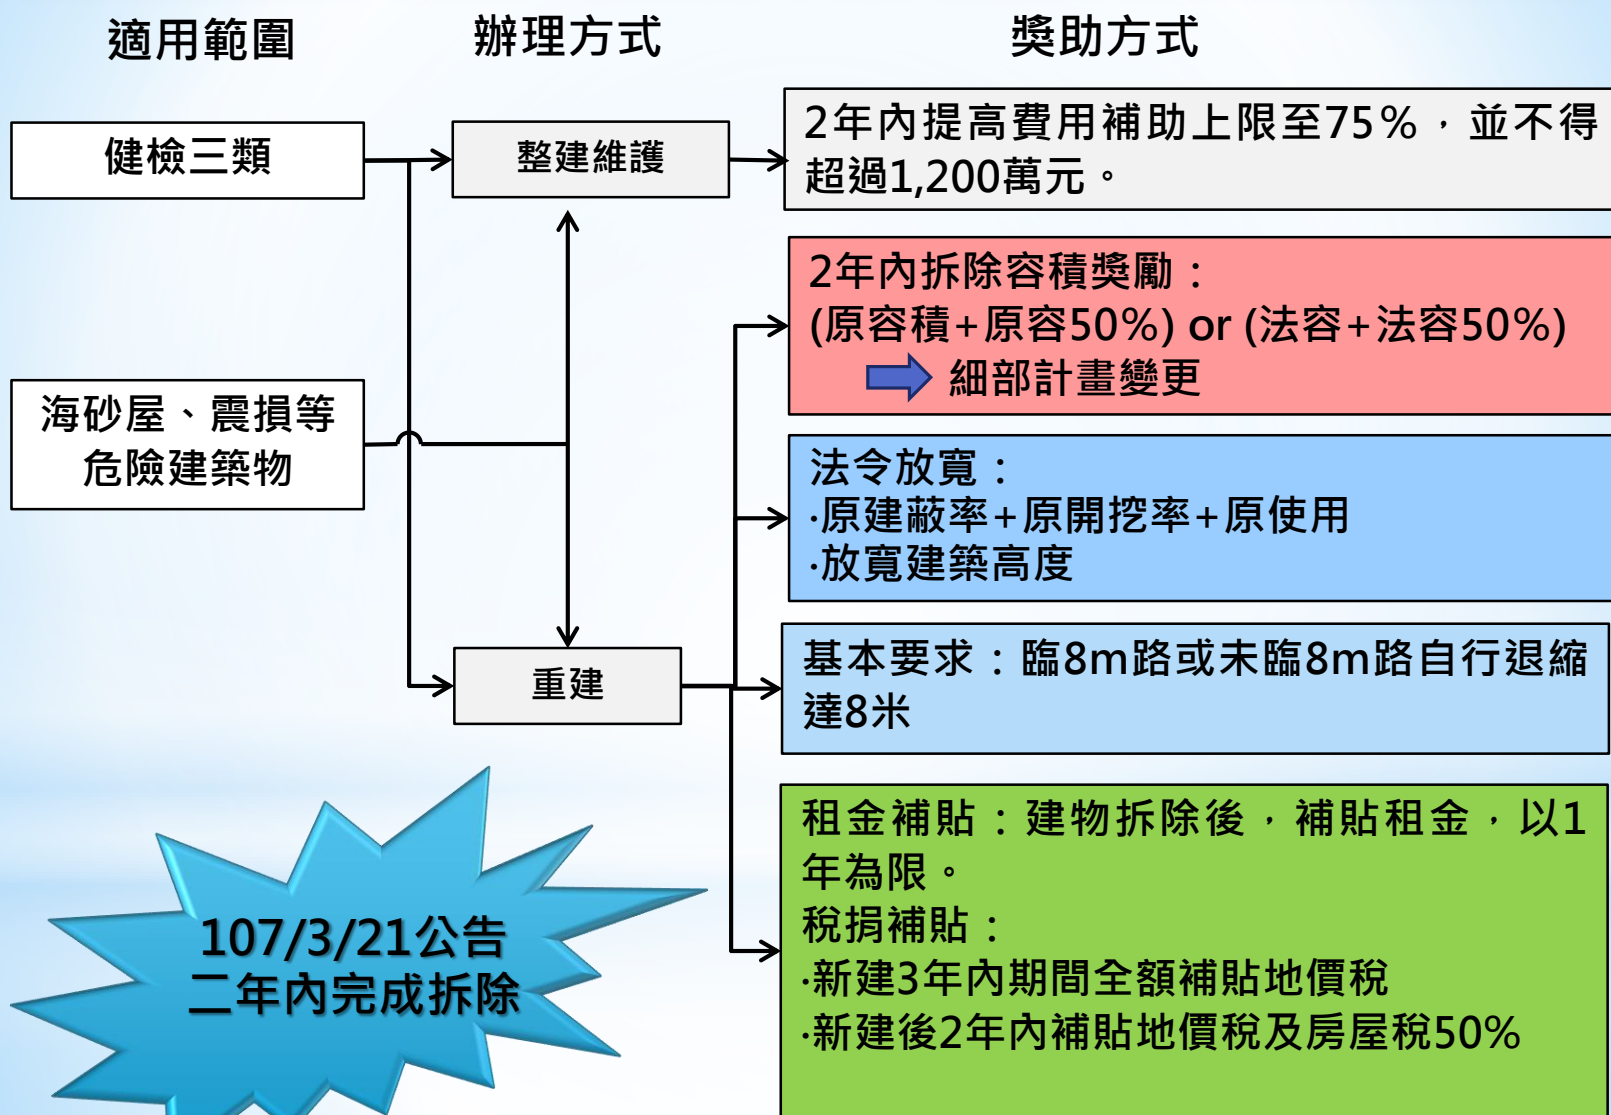 適用範圍
辦理方式
獎助方式
健檢三類
整建維護
2年內提高費用補助上限至75%，並不得
超過1,200萬元。
2年內拆除容積獎勵：
(原容積+原容50%) or (法容+法容50%)
細部計畫變更
海砂屋、震損等
危險建築物
法令放寬：
‧原建蔽率+原開挖率+原使用
‧放寬建築高度
重建
基本要求：臨8m路或未臨8m路自行退縮
達8米
租金補貼：建物拆除後，補貼租金，以1
年為限。
稅捐補貼：
‧新建3年內期間全額補貼地價稅
‧新建後2年內補貼地價稅及房屋稅50%
107/3/21公告
二年內完成拆除